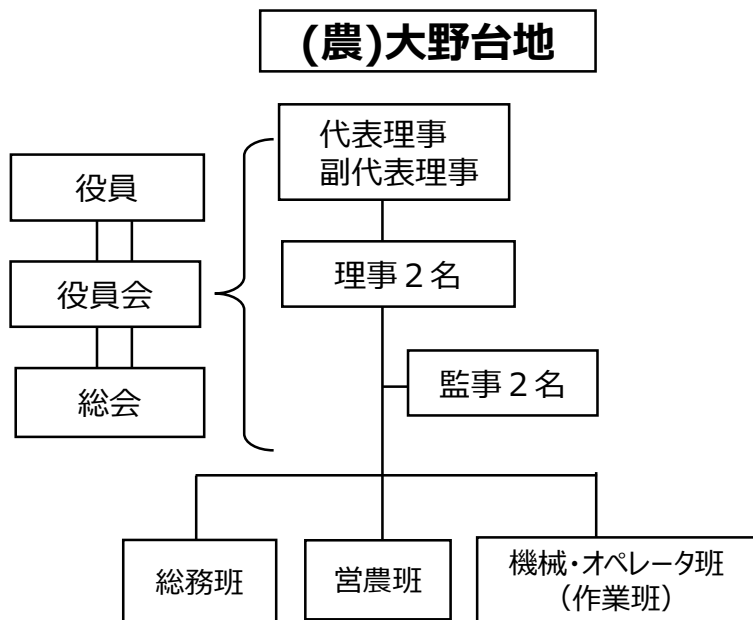 (農)大野台地
代表理事
副代表理事
役員
役員会
総会
理事２名
監事２名
総務班
営農班
機械・オペレータ班
（作業班）